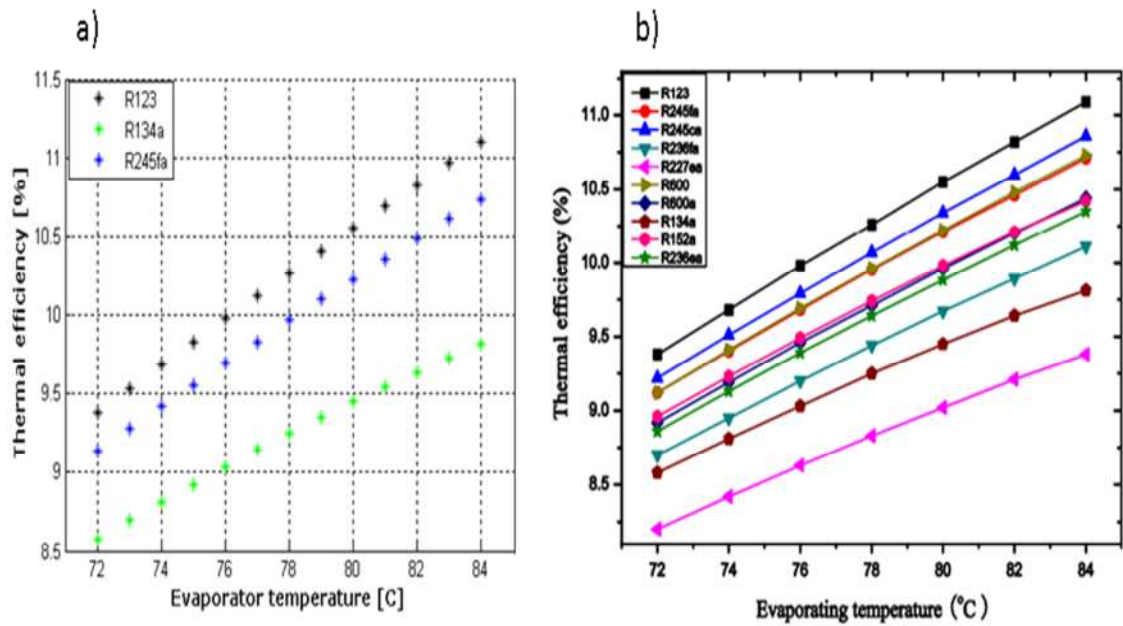 a)
11.5
11
10.5
10
9.5
9
8.5
Thermal efficiency [%]
R123
R134a
R245fa
72 74 76 78 80 82 84
Evaporator temperature [C]
b)
11.0
10.5
10.0
9.5
9.0
8.5
Thermal efficiency (%)
R123
R245fa
R245ca
R236fa
R227ea
R600
R600a
R134a
R152a
R236ea
72 74 76 78 80 82 84
Evaporating temperature (°C)